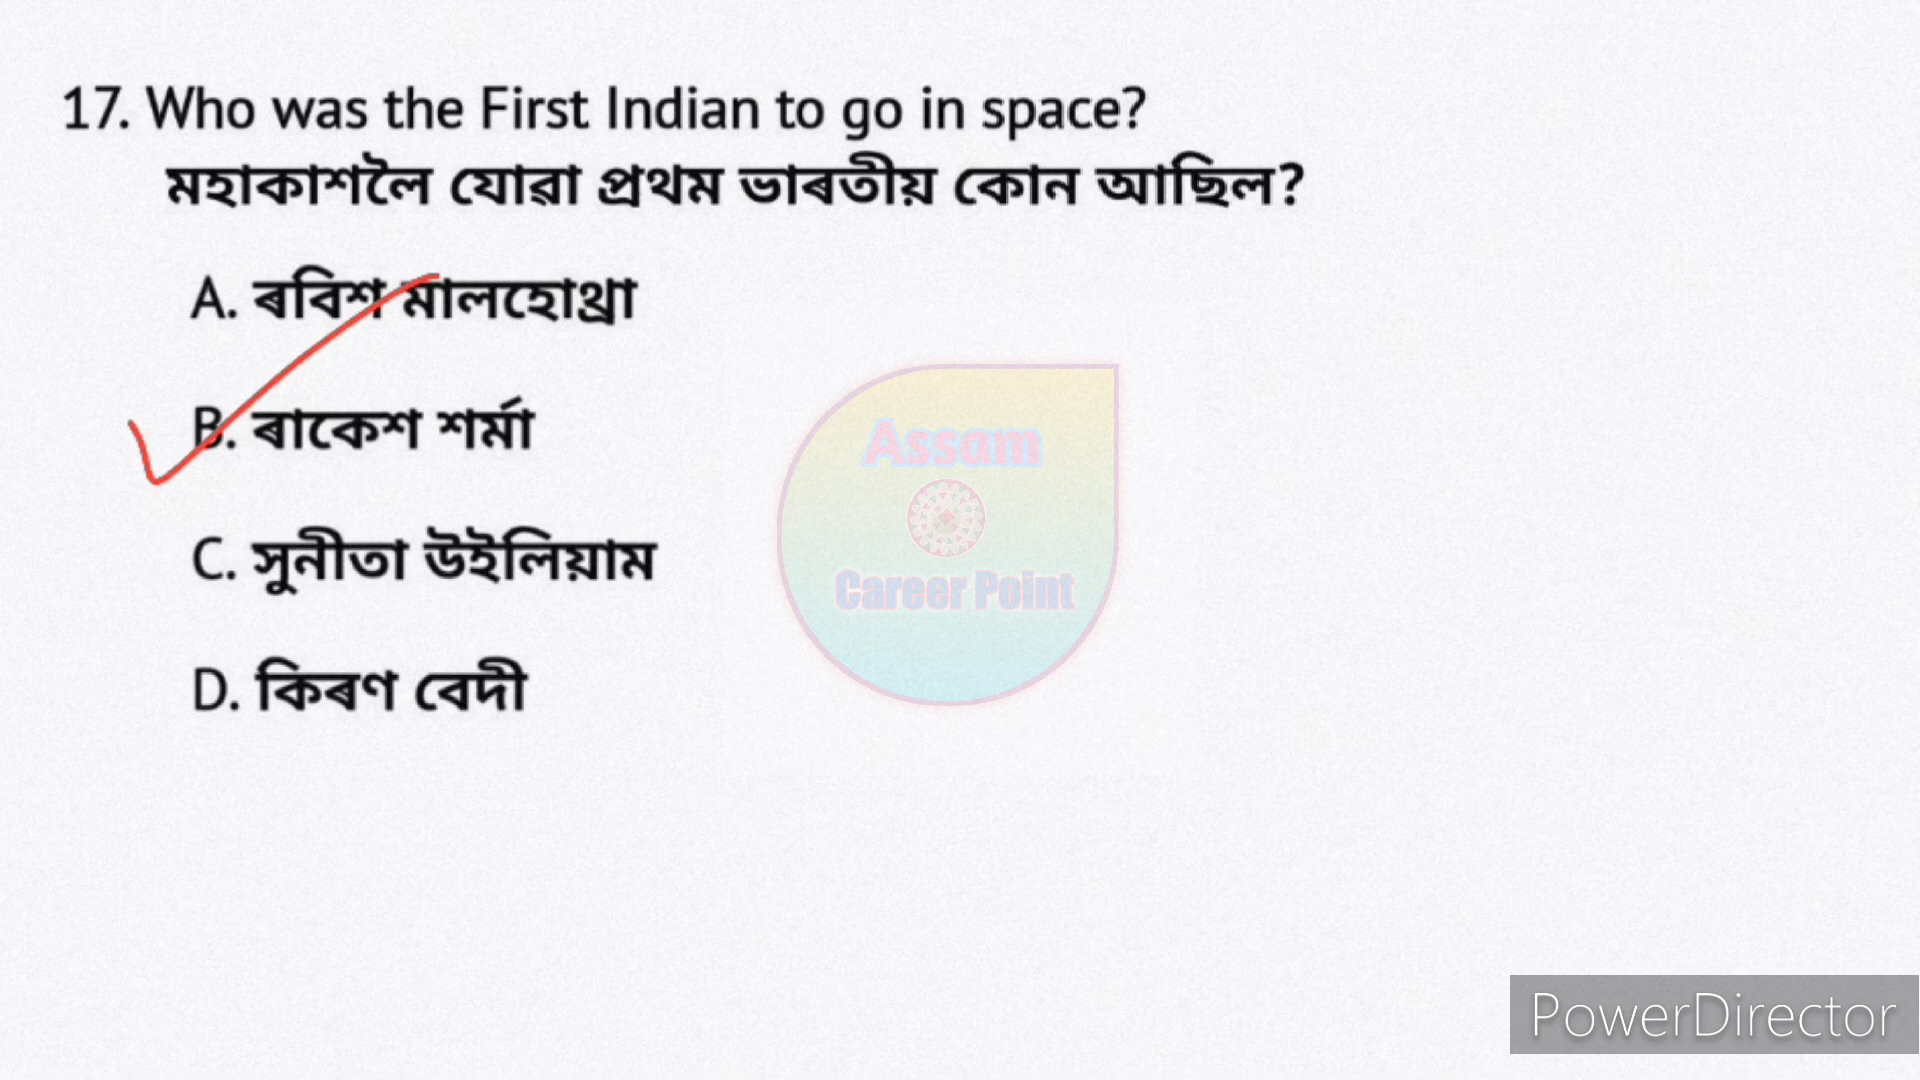 17. Who was the First Indian to go in space?
মহাকাশলৈ যোৱা প্ৰথম ভাৰতীয় কোন আছিল?
A. ৰবিশ মালহোথ্ৰা
B. ৰাকেশ শৰ্মা
C. সুনীতা উইলিয়াম
D. কিৰণ বেদী
Assam
Career Point
PowerDirector